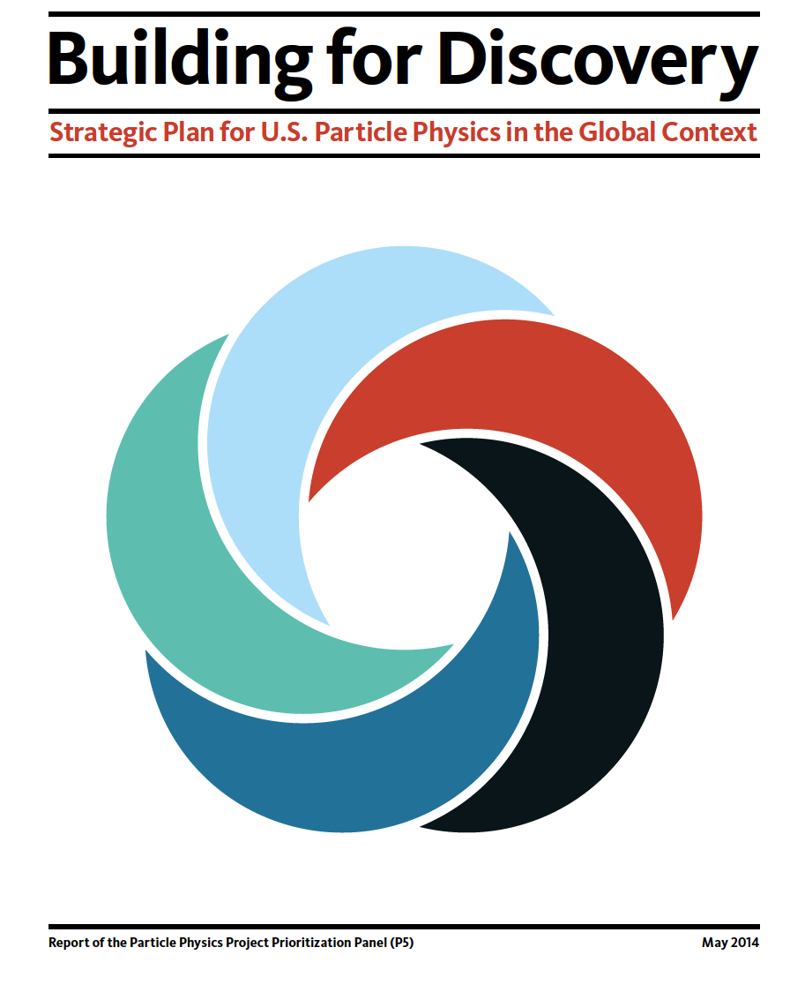 Building for Discovery
Strategic Plan for U.S. Particle Physics in the Global Context
Report of the Particle Physics Project Prioritization Panel (P5)
May 2014